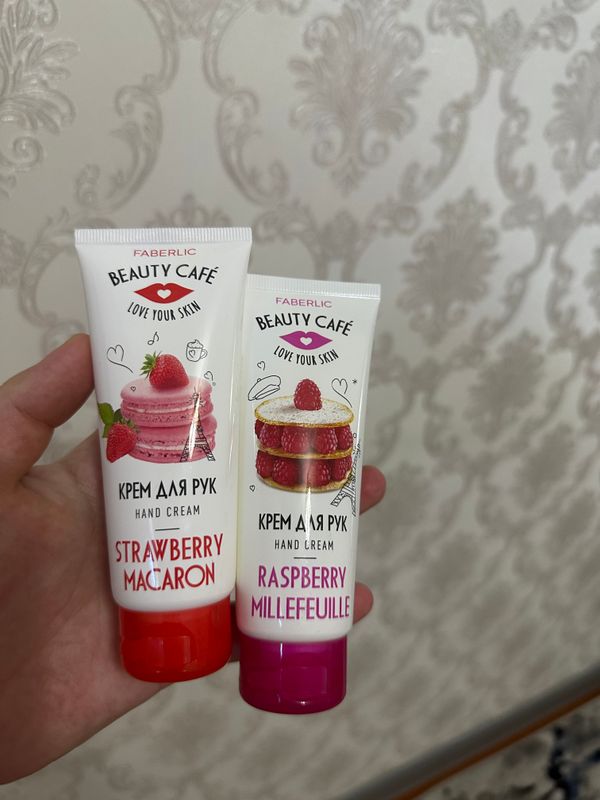 FABERLIC
BEAUTY CAFÉ
LOVE YOUR SKIN
КРЕМ ДЛЯ РУК
HAND CREAM
STRAWBERRY
MACARON
FABERLIC
BEAUTY CAFÉ
LOVE YOUR SKIN
КРЕМ ДЛЯ РУК
HAND CREAM
RASPBERRY
MILLEFEUILLE